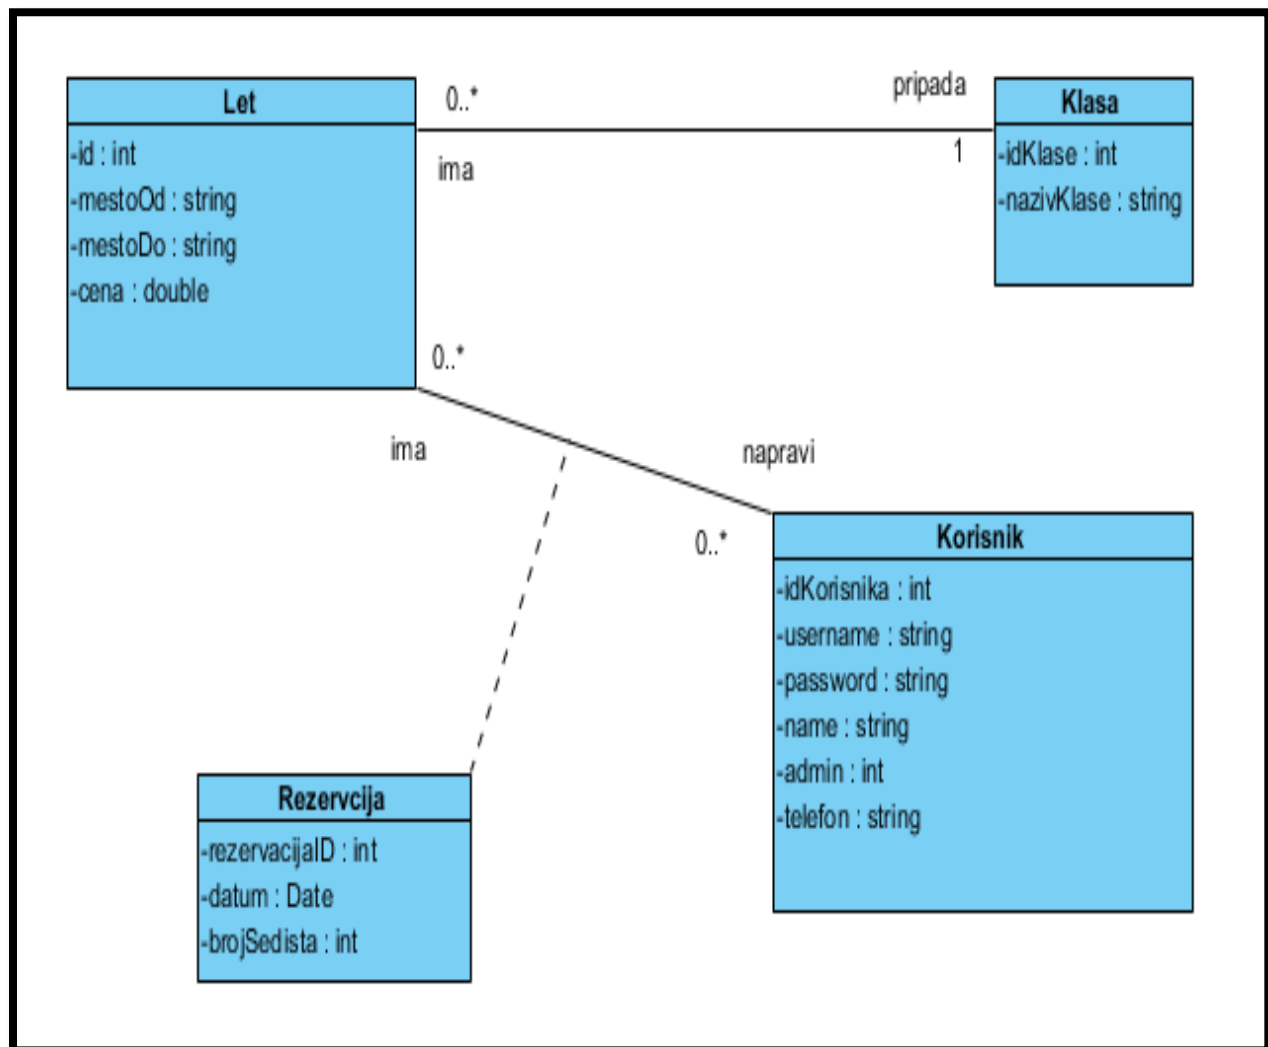 Let
-id : int
-mestoOd : string
-mestoDo : string
-cena : double
0..*
ima
pripada
1
Klasa
-idKlase : int
-nazivKlase : string
0..*
ima
napravi
0..*
Korisnik
-idKorisnika : int
-username : string
-password : string
-name : string
-admin : int
-telefon : string
Rezervcija
-rezervacijaID : int
-datum : Date
-brojSedista : int